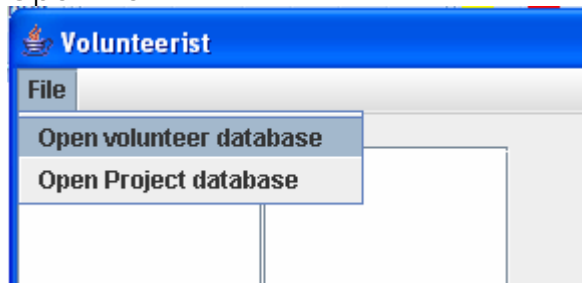 Volunteerist
File
Open volunteer database
Open Project database